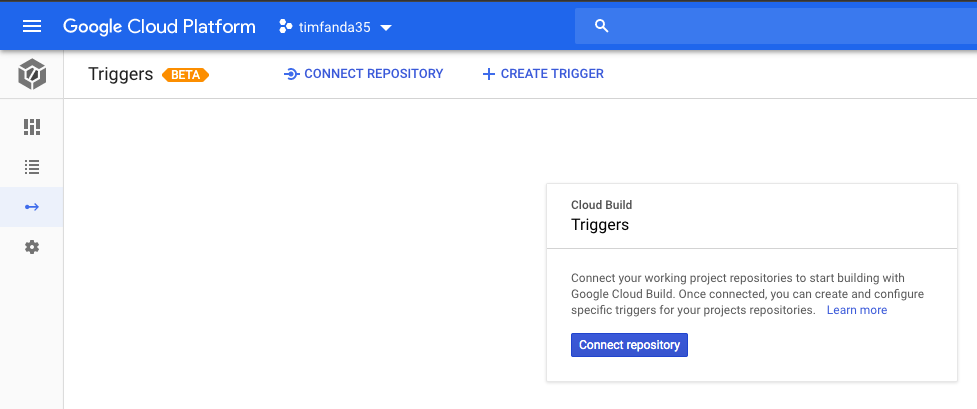 Google Cloud Platform timfanda35
Triggers BETA CONNECT REPOSITORY CREATE TRIGGER
Cloud Build
Triggers
Connect your working project repositories to start building with
Google Cloud Build. Once connected, you can create and configure
specific triggers for your projects repositories. Learn more
Connect repository